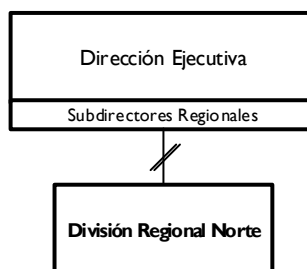 Dirección Ejecutiva
Subdirectores Regionales
División Regional Norte